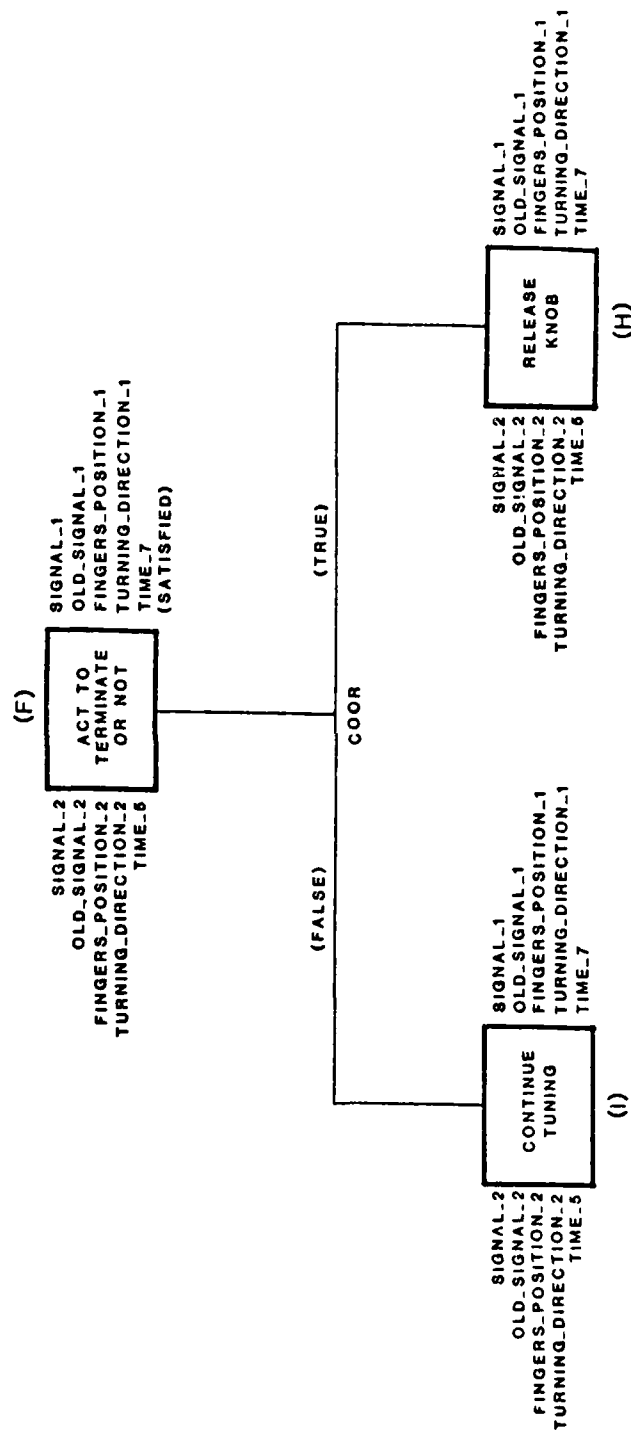 (F)
SIGNAL_2
OLD_SIGNAL_2
FINGERS_POSITION_2
TURNING_DIRECTION_2
TIME_5
ACT TO
TERMINATE
OR NOT
SIGNAL_1
OLD_SIGNAL_1
FINGERS_POSITION_1
TURNING_DIRECTION_1
TIME_7
(SATISFIED)
(FALSE)
(TRUE)
COOR
SIGNAL_2
OLD_SIGNAL_2
FINGERS_POSITION_2
TURNING_DIRECTION_2
TIME_5
CONTINUE
TUNING
SIGNAL_1
OLD_SIGNAL_1
FINGERS_POSITION_1
TURNING_DIRECTION_1
TIME_7
(I)
SIGNAL_2
OLD_SIGNAL_2
FINGERS_POSITION_2
TURNING_DIRECTION_2
TIME_5
RELEASE
KNOB
SIGNAL_1
OLD_SIGNAL_1
FINGERS_POSITION_1
TURNING_DIRECTION_1
TIME_7
(H)